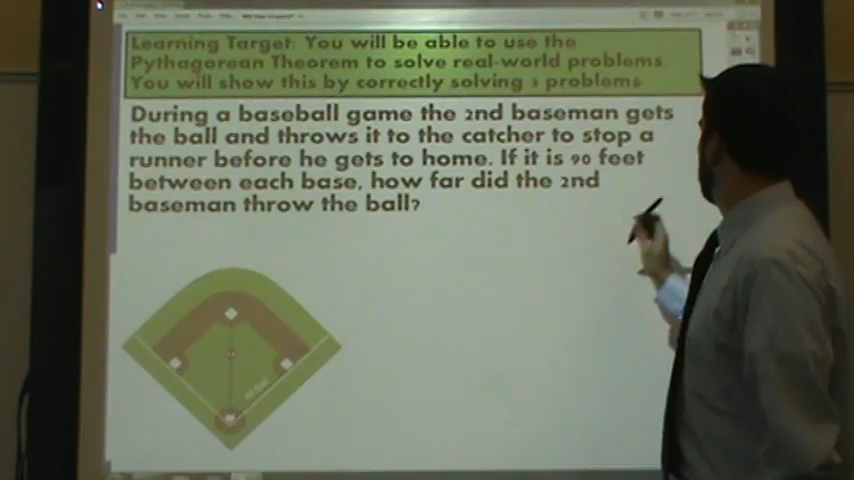 Learning Target: You will be able to use the
Pythagorean Theorem to solve real-world problems.
You will show this by correctly solving 3 problems
During a baseball game the 2nd baseman gets
the ball and throws it to the catcher to stop a
runner before he gets to home. If it is 90 feet
between each base, how far did the 2nd
baseman throw the ball?